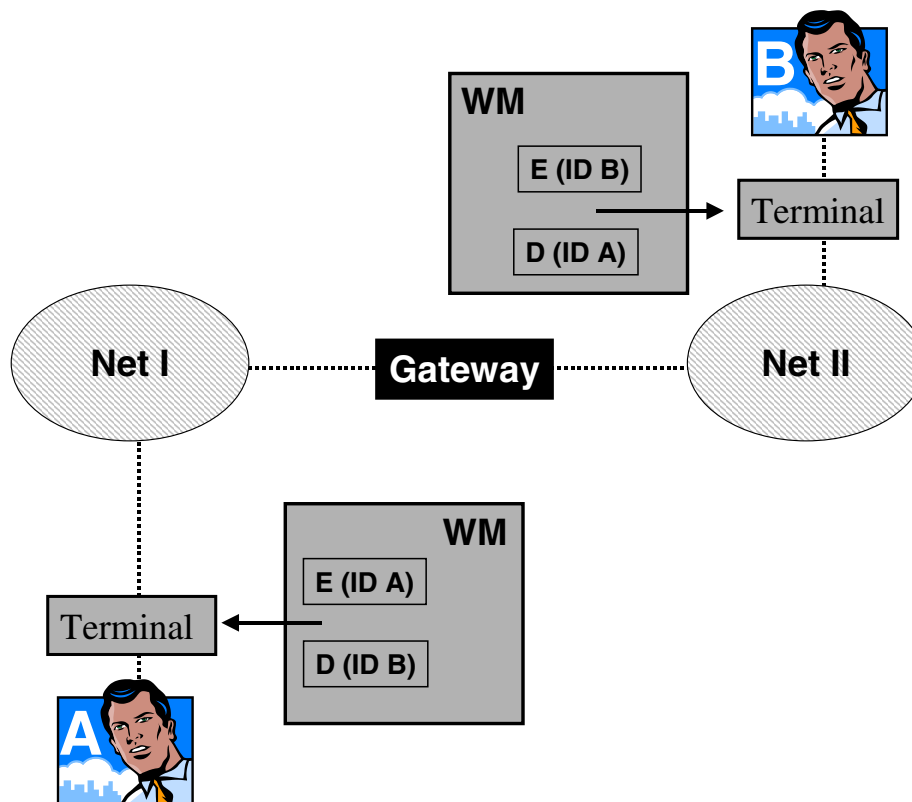 B
WM
E (ID B)
Terminal
D (ID A)
Net I
Gateway
Net II
WM
E (ID A)
Terminal
D (ID B)
A